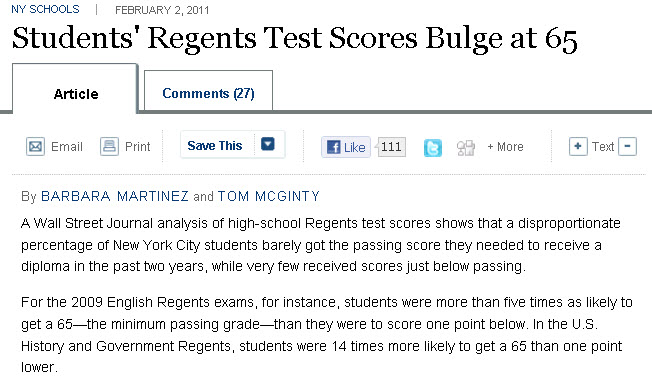 NY SCHOOLS | FEBRUARY 2, 2011
Students' Regents Test Scores Bulge at 65
Article Comments (27)
Email Print Save This Like 111 + More + Text −
By BARBARA MARTINEZ and TOM MCGINTY
A Wall Street Journal analysis of high-school Regents test scores shows that a disproportionate
percentage of New York City students barely got the passing score they needed to receive a
diploma in the past two years, while very few received scores just below passing.
For the 2009 English Regents exams, for instance, students were more than five times as likely to
get a 65—the minimum passing grade—than they were to score one point below. In the U.S.
History and Government Regents, students were 14 times more likely to get a 65 than one point
lower.